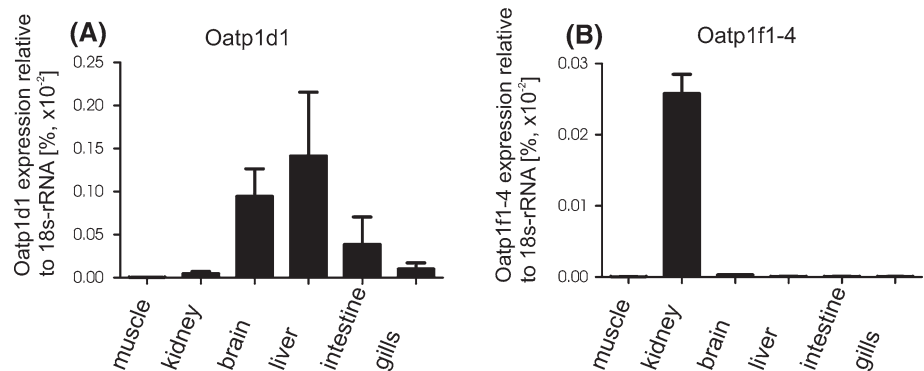 (A)
Oatp1d1
Oatp1d1 expression relative
to 18s-rRNA [%, x10⁻²]
0.25
0.20
0.15
0.10
0.05
0.00
muscle
kidney
brain
liver
intestine
gills
(B)
Oatp1f1-4
Oatp1f1-4 expression relative
to 18s-rRNA [%, x10⁻²]
0.03
0.02
0.01
0.00
muscle
kidney
brain
liver
intestine
gills